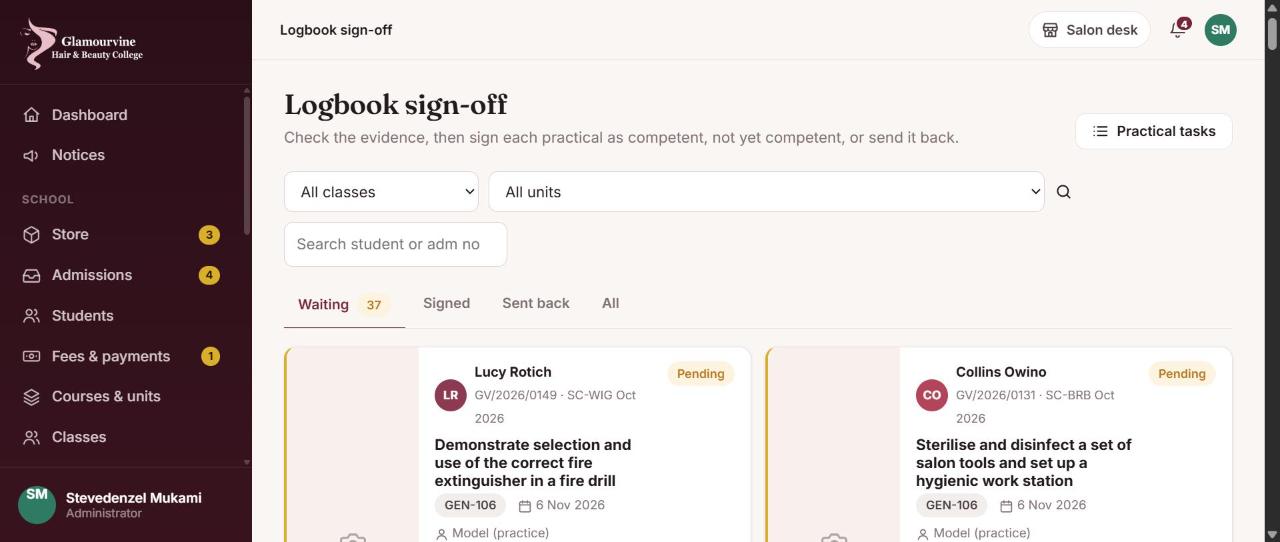 Glamourvine
Hair & Beauty College
Dashboard
Notices
SCHOOL
Store 3
Admissions 4
Students
Fees & payments 1
Courses & units
Classes
SM
Stevedenzel Mukami
Administrator
Logbook sign-off
Salon desk
4
SM
Logbook sign-off
Check the evidence, then sign each practical as competent, not yet competent, or send it back.
Practical tasks
All classes
All units
Search student or adm no
Waiting 37 Signed Sent back All
LR
Lucy Rotich
Pending
GV/2026/0149 · SC-WIG Oct
2026
Demonstrate selection and
use of the correct fire
extinguisher in a fire drill
GEN-106 6 Nov 2026
Model (practice)
CO
Collins Owino
Pending
GV/2026/0131 · SC-BRB Oct
2026
Sterilise and disinfect a set of
salon tools and set up a
hygienic work station
GEN-106 6 Nov 2026
Model (practice)